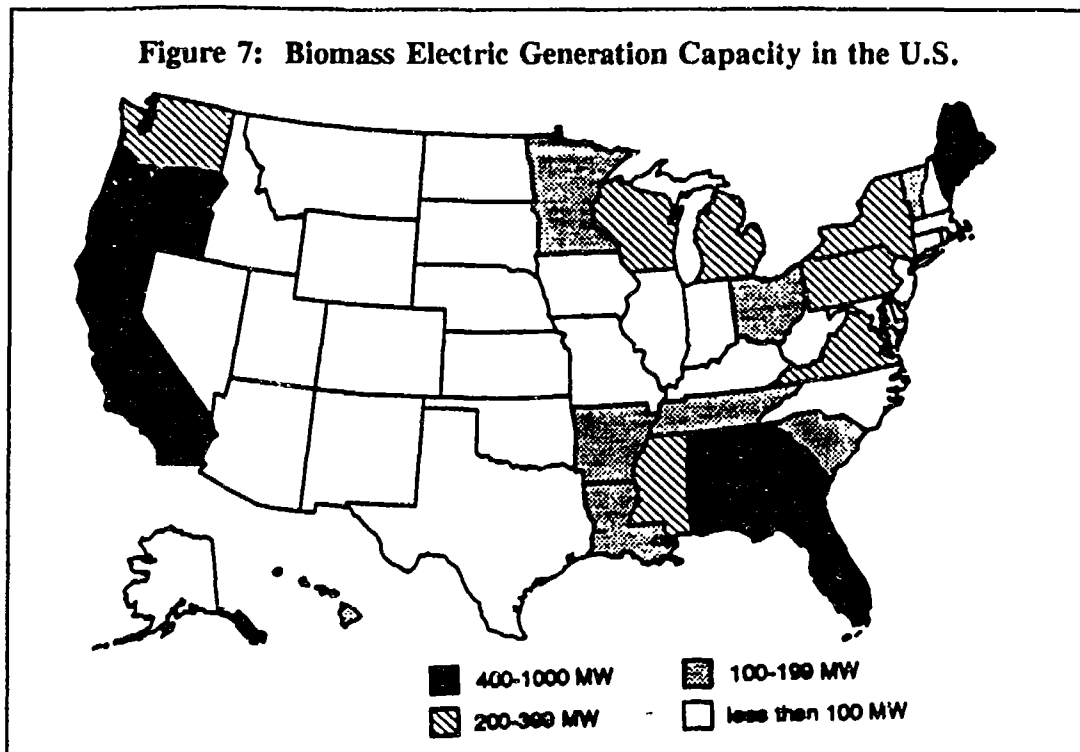 Figure 7: Biomass Electric Generation Capacity in the U.S.
400-1000 MW
100-199 MW
200-399 MW
less than 100 MW